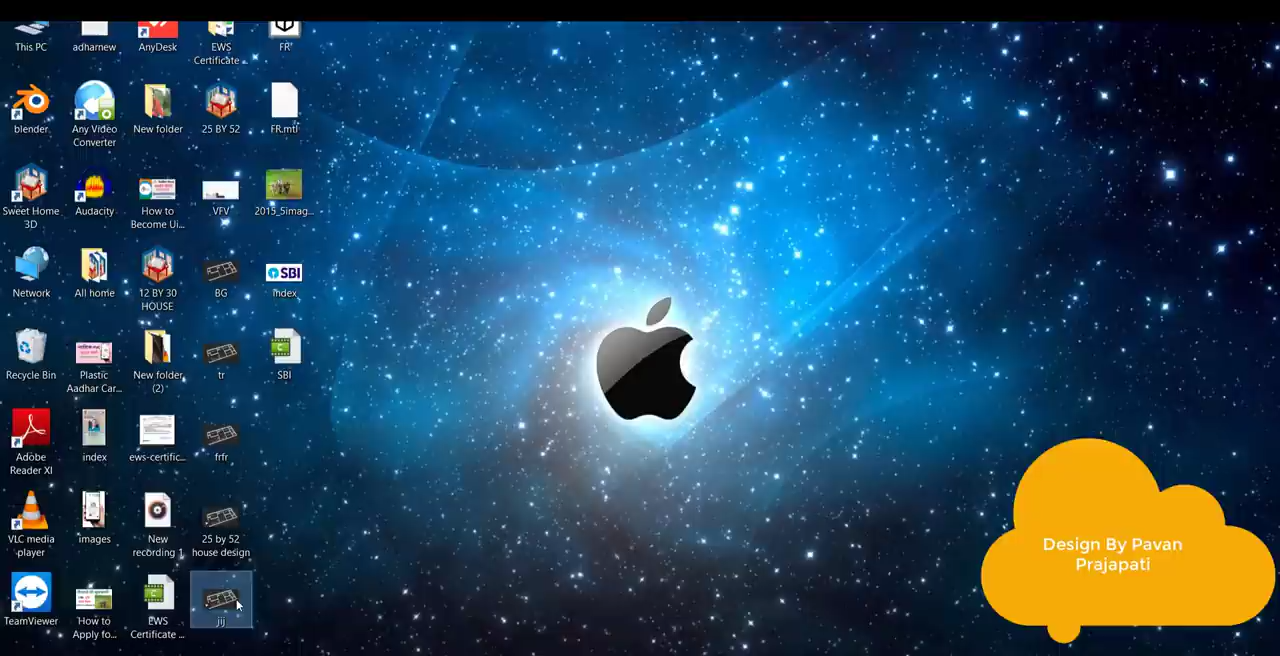 This PC
adharnew
AnyDesk
EWS
Certificate ...
FR
blender
Any Video
Converter
New folder
25 BY 52
FR.mtl
Sweet Home
3D
Audacity
How to
Become Ui...
VFV
2015_5imag...
Network
All home
12 BY 30
HOUSE
BG
SBI
index
Recycle Bin
Plastic
Aadhar Car...
New folder
(2)
tr
SBI
Adobe
Reader XI
index
ews-certific...
frfr
VLC media
player
images
New
recording 1
25 by 52
house design
TeamViewer
How to
Apply fo...
EWS
Certificate ...
jij
Design By Pavan
Prajapati